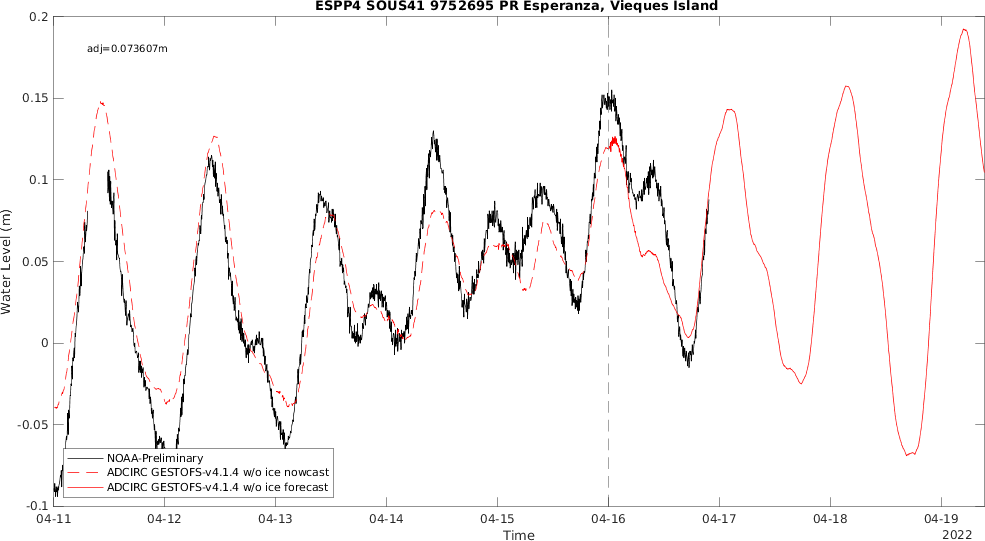 ESPP4 SOUS41 9752695 PR Esperanza, Vieques Island
0.2
adj=0.073607m
0.15
0.1
0.05
0
-0.05
-0.1
Water Level (m)
NOAA-Preliminary
ADCIRC GESTOFS-v4.1.4 w/o ice nowcast
ADCIRC GESTOFS-v4.1.4 w/o ice forecast
04-11 04-12 04-13 04-14 04-15 04-16 04-17 04-18 04-19
Time
2022